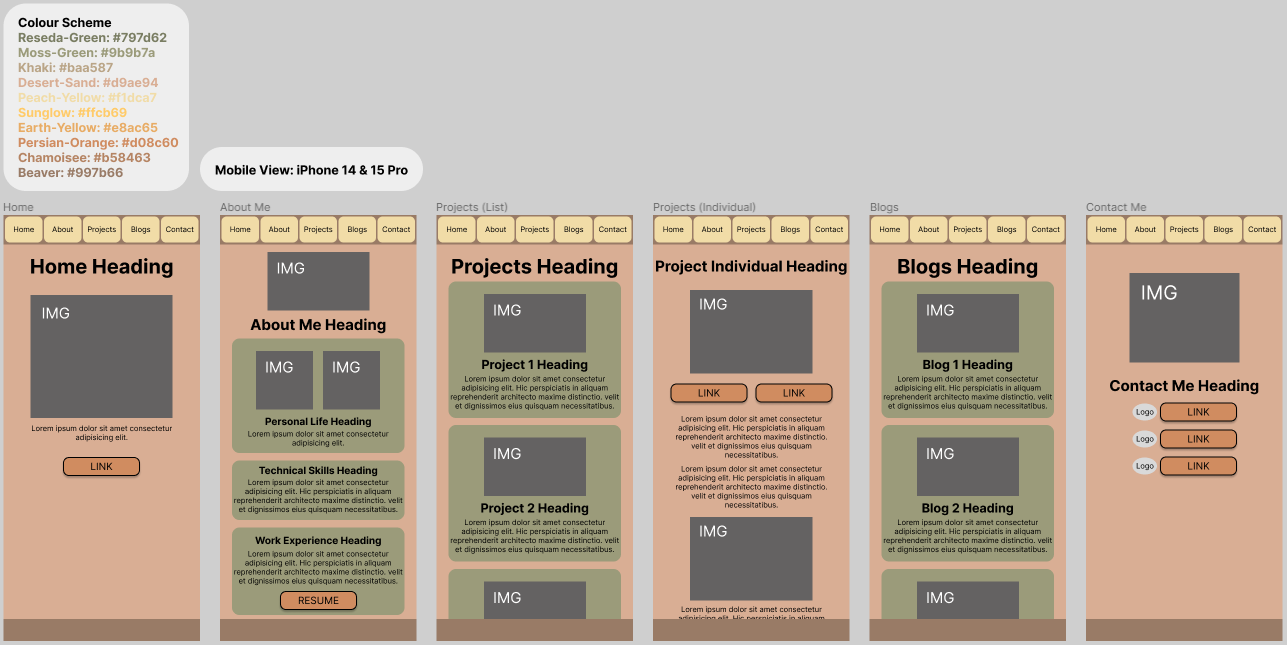 Colour Scheme
Reseda-Green: #797d62
Moss-Green: #9b9b7a
Khaki: #baa587
Desert-Sand: #d9ae94
Peach-Yellow: #f1dca7
Sunglow: #ffcb69
Earth-Yellow: #e8ac65
Persian-Orange: #d08c60
Chamoisee: #b58463
Beaver: #997b66
Mobile View: iPhone 14 & 15 Pro
Home
Home About Projects Blogs Contact
Home Heading
IMG
Lorem ipsum dolor sit amet consectetur
adipisicing elit.
LINK
About Me
Home About Projects Blogs Contact
IMG
About Me Heading
IMG IMG
Personal Life Heading
Lorem ipsum dolor sit amet consectetur
adipisicing elit.
Technical Skills Heading
Lorem ipsum dolor sit amet consectetur
adipisicing elit. Hic perspiciatis in aliquam
reprehenderit architecto maxime distinctio. velit
et dignissimos eius quisquam necessitatibus.
Work Experience Heading
Lorem ipsum dolor sit amet consectetur
adipisicing elit. Hic perspiciatis in aliquam
reprehenderit architecto maxime distinctio. velit
et dignissimos eius quisquam necessitatibus.
RESUME
Projects (List)
Home About Projects Blogs Contact
Projects Heading
IMG
Project 1 Heading
Lorem ipsum dolor sit amet consectetur
adipisicing elit. Hic perspiciatis in aliquam
reprehenderit architecto maxime distinctio. velit
et dignissimos eius quisquam necessitatibus.
IMG
Project 2 Heading
Lorem ipsum dolor sit amet consectetur
adipisicing elit. Hic perspiciatis in aliquam
reprehenderit architecto maxime distinctio. velit
et dignissimos eius quisquam necessitatibus.
IMG
Projects (Individual)
Home About Projects Blogs Contact
Project Individual Heading
IMG
LINK LINK
Lorem ipsum dolor sit amet consectetur
adipisicing elit. Hic perspiciatis in aliquam
reprehenderit architecto maxime distinctio.
velit et dignissimos eius quisquam
necessitatibus.
Lorem ipsum dolor sit amet consectetur
adipisicing elit. Hic perspiciatis in aliquam
reprehenderit architecto maxime distinctio.
velit et dignissimos eius quisquam
necessitatibus.
IMG
Lorem ipsum dolor sit amet consectetur
adipisicing elit. Hic perspiciatis in aliquam
Blogs
Home About Projects Blogs Contact
Blogs Heading
IMG
Blog 1 Heading
Lorem ipsum dolor sit amet consectetur
adipisicing elit. Hic perspiciatis in aliquam
reprehenderit architecto maxime distinctio. velit
et dignissimos eius quisquam necessitatibus.
IMG
Blog 2 Heading
Lorem ipsum dolor sit amet consectetur
adipisicing elit. Hic perspiciatis in aliquam
reprehenderit architecto maxime distinctio. velit
et dignissimos eius quisquam necessitatibus.
IMG
Contact Me
Home About Projects Blogs Contact
IMG
Contact Me Heading
Logo LINK
Logo LINK
Logo LINK